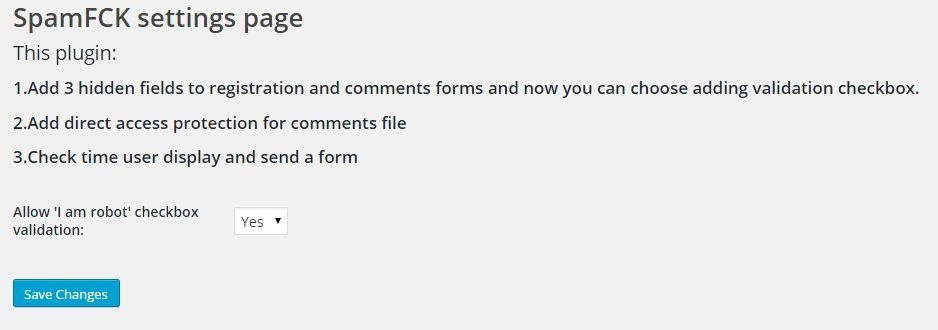 SpamFCK settings page
This plugin:
1.Add 3 hidden fields to registration and comments forms and now you can choose adding validation checkbox.
2.Add direct access protection for comments file
3.Check time user display and send a form
Allow 'I am robot' checkbox
validation:
Yes
Save Changes